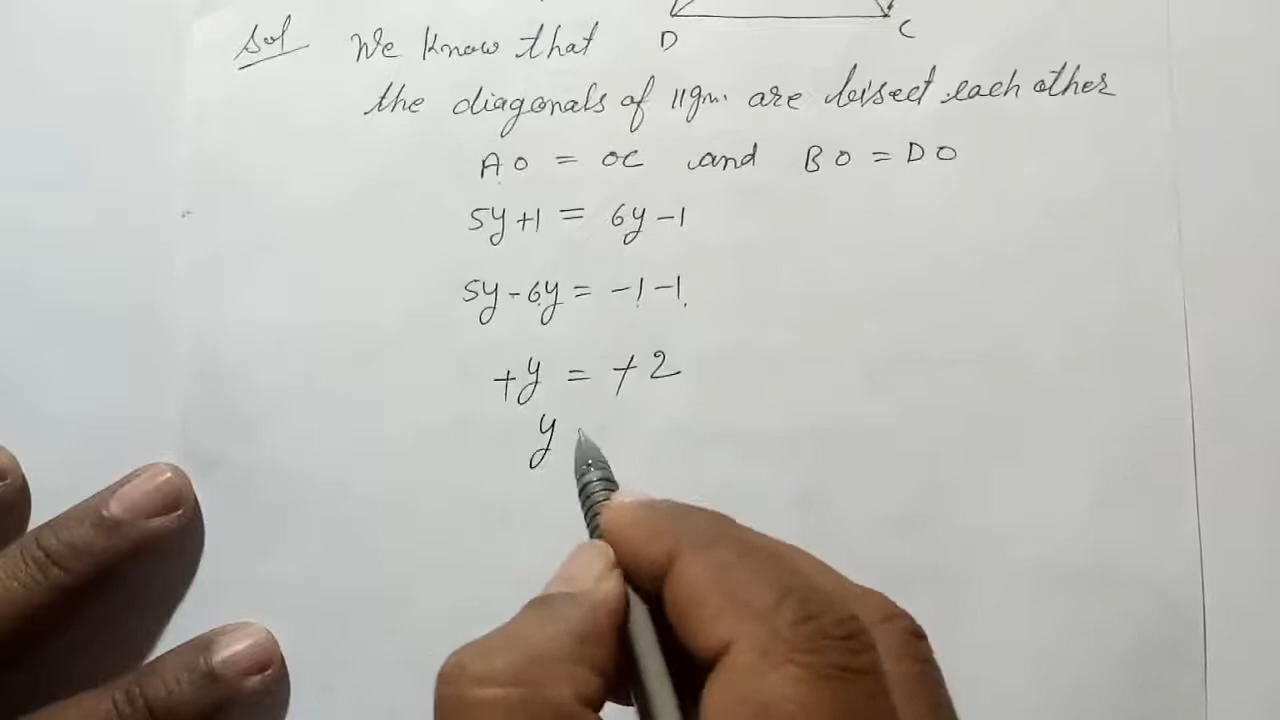 D C
Sol We know that
the diagonals of ||gm. are bisect each other
AO = OC and BO = DO
5y+1 = 6y-1
5y-6y = -1-1
+y = +2
y